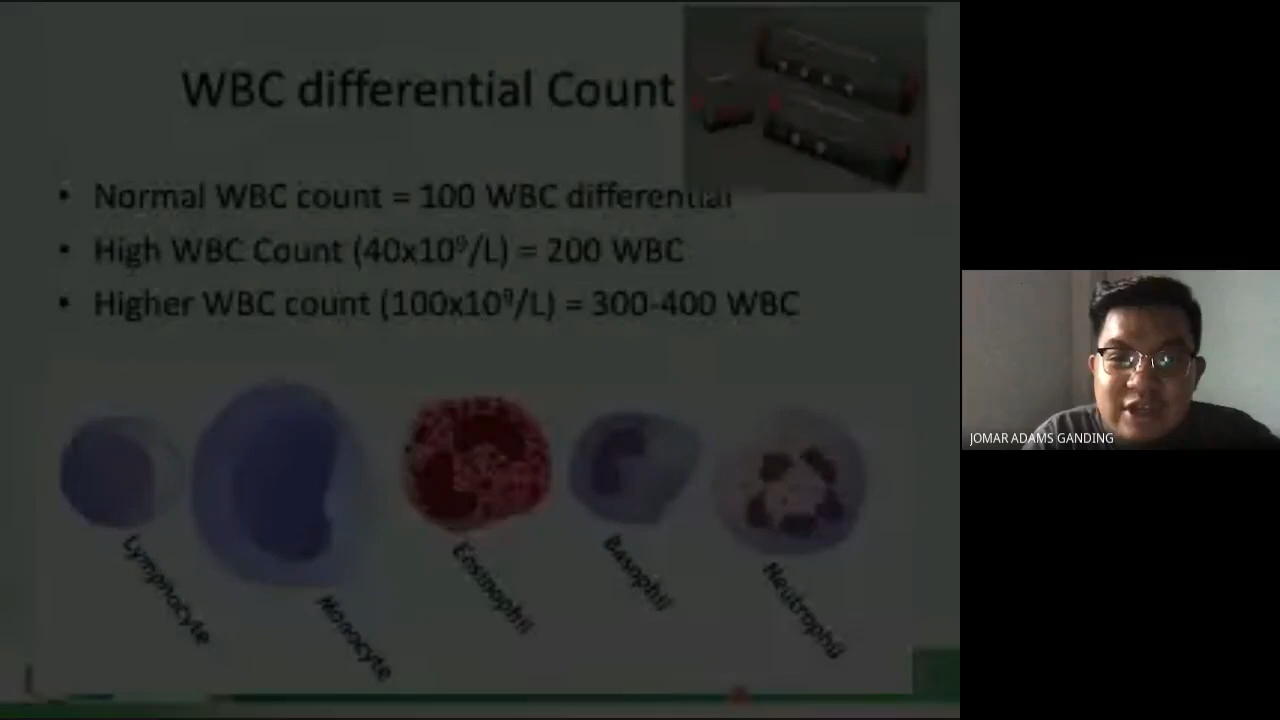 WBC differential Count
• Normal WBC count = 100 WBC differential
• High WBC Count (40x10⁹/L) = 200 WBC
• Higher WBC count (100x10⁹/L) = 300-400 WBC
Lymphocyte
Monocyte
Eosinophil
Basophil
Neutrophil
JOMAR ADAMS GANDING